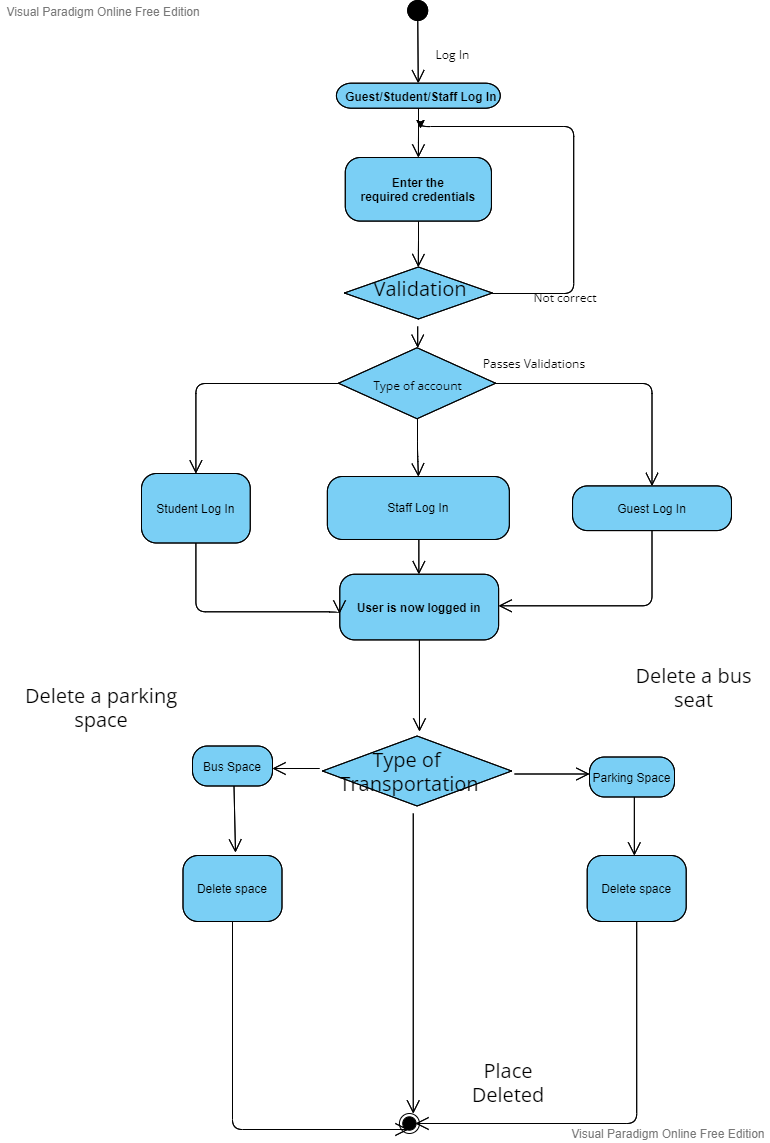 Visual Paradigm Online Free Edition
Log In
Guest/Student/Staff Log In
Enter the
required credentials
Validation
Not correct
Passes Validations
Type of account
Student Log In
Staff Log In
Guest Log In
User is now logged in
Delete a parking
space
Delete a bus
seat
Type of
Transportation
Bus Space
Parking Space
Delete space
Delete space
Place
Deleted
Visual Paradigm Online Free Edition